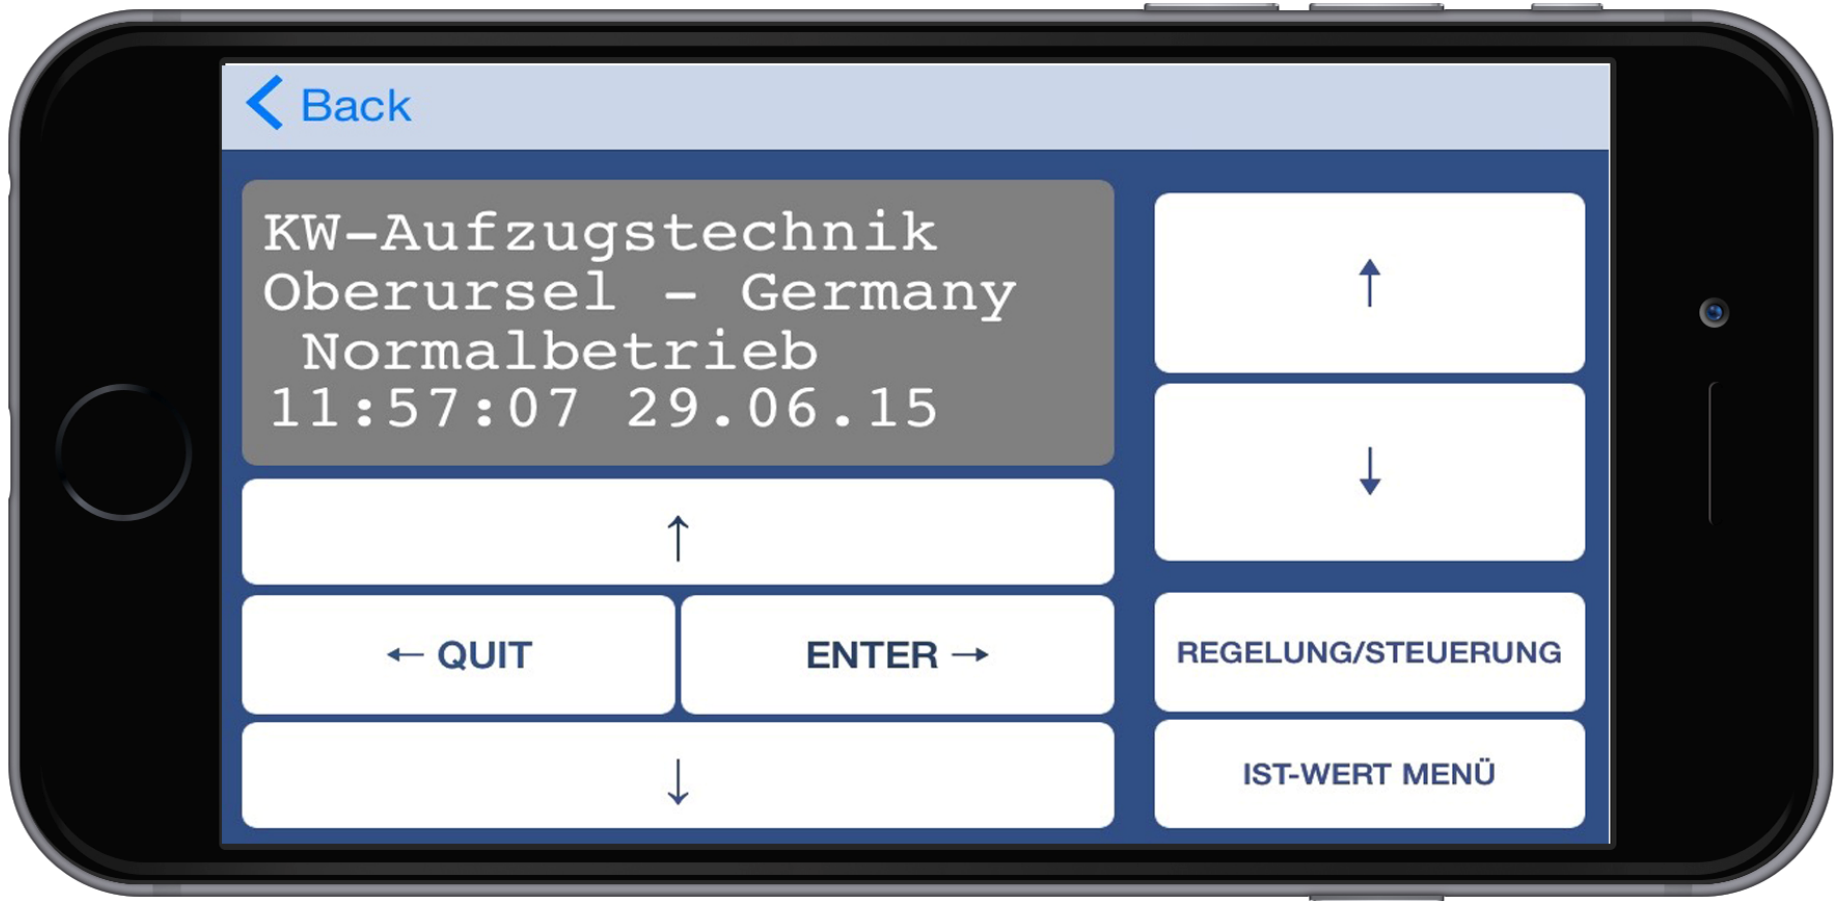 Back
KW-Aufzugstechnik
Oberursel - Germany
Normalbetrieb
11:57:07 29.06.15
↑
← QUIT
ENTER →
↓
↑
↓
REGELUNG/STEUERUNG
IST-WERT MENÜ